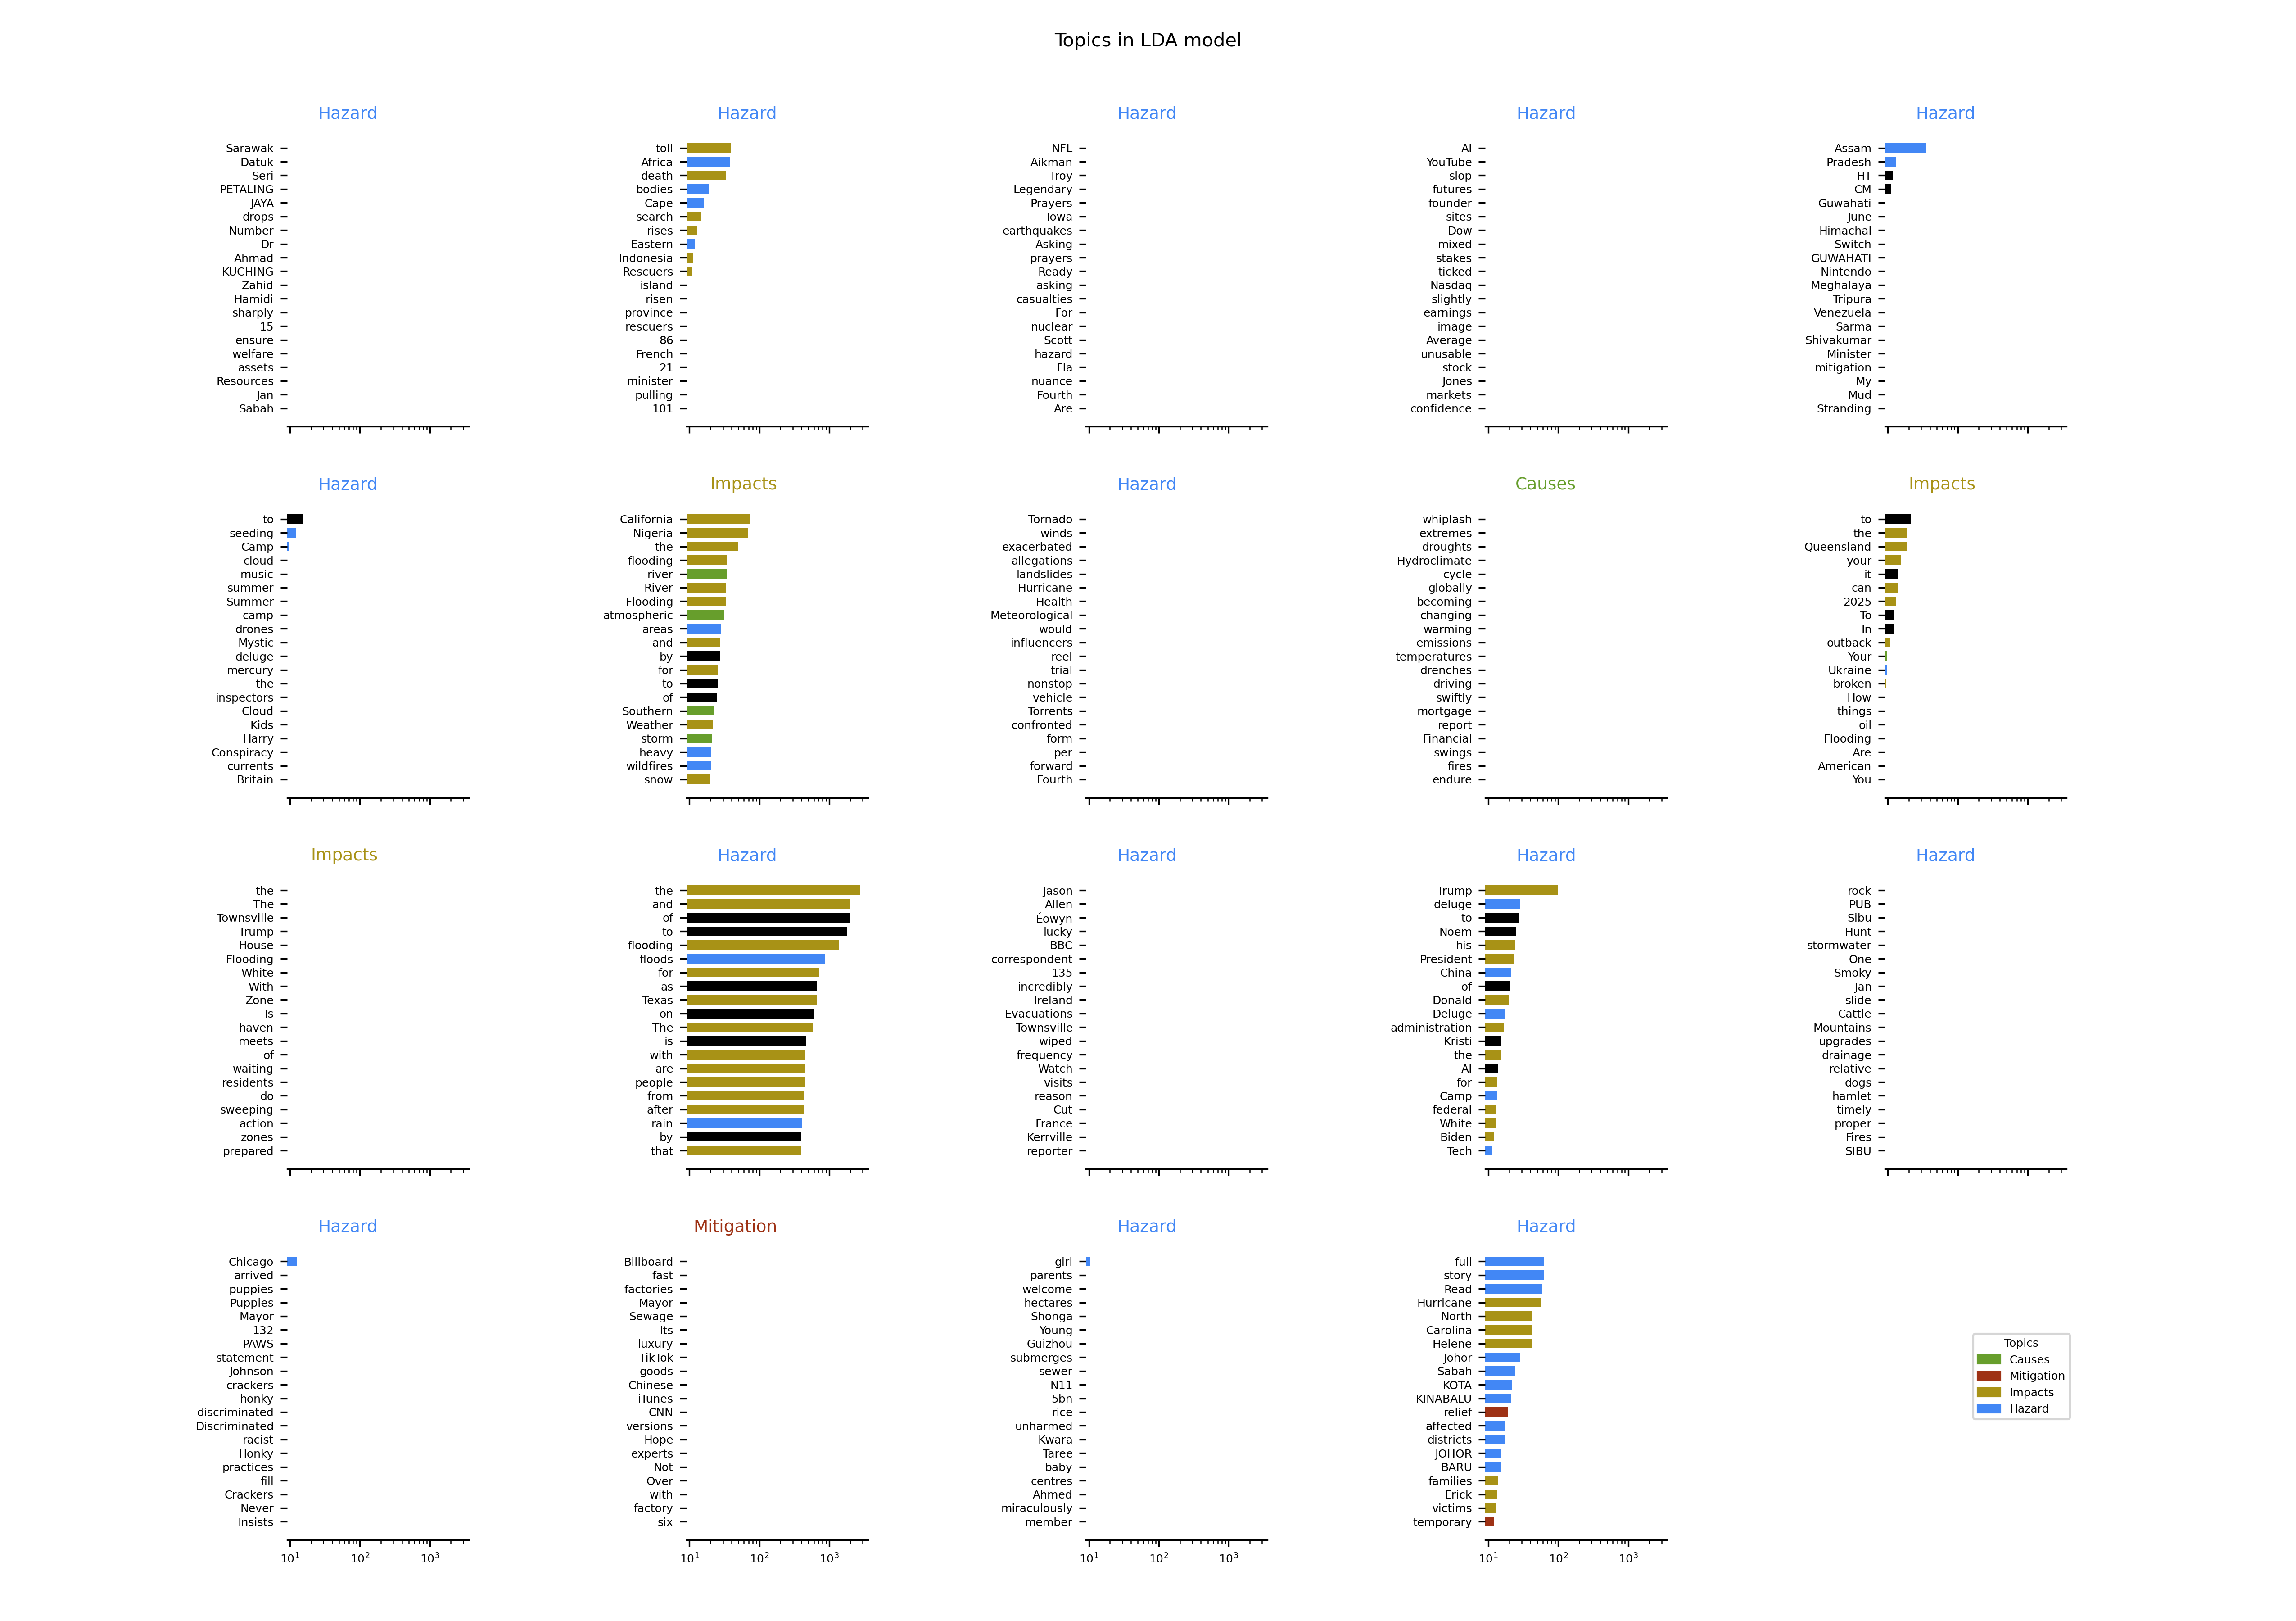 Topics in LDA model
Hazard
Sarawak
Datuk
Seri
PETALING
JAYA
drops
Number
Dr
Ahmad
KUCHING
Zahid
Hamidi
sharply
15
ensure
welfare
assets
Resources
Jan
Sabah
Hazard
toll
Africa
death
bodies
Cape
search
rises
Eastern
Indonesia
Rescuers
island
risen
province
rescuers
86
French
21
minister
pulling
101
Hazard
NFL
Aikman
Troy
Legendary
Prayers
Iowa
earthquakes
Asking
prayers
Ready
asking
casualties
For
nuclear
Scott
hazard
Fla
nuance
Fourth
Are
Hazard
AI
YouTube
slop
futures
founder
sites
Dow
mixed
stakes
ticked
Nasdaq
slightly
earnings
image
Average
unusable
stock
Jones
markets
confidence
Hazard
Assam
Pradesh
HT
CM
Guwahati
June
Himachal
Switch
GUWAHATI
Nintendo
Meghalaya
Tripura
Venezuela
Sarma
Shivakumar
Minister
mitigation
My
Mud
Stranding
Hazard
to
seeding
Camp
cloud
music
summer
Summer
camp
drones
Mystic
deluge
mercury
the
inspectors
Cloud
Kids
Harry
Conspiracy
currents
Britain
Impacts
California
Nigeria
the
flooding
river
River
Flooding
atmospheric
areas
and
by
for
to
of
Southern
Weather
storm
heavy
wildfires
snow
Hazard
Tornado
winds
exacerbated
allegations
landslides
Hurricane
Health
Meteorological
would
influencers
reel
trial
nonstop
vehicle
Torrents
confronted
form
per
forward
Fourth
Causes
whiplash
extremes
droughts
Hydroclimate
cycle
globally
becoming
changing
warming
emissions
temperatures
drenches
driving
swiftly
mortgage
report
Financial
swings
fires
endure
Impacts
to
the
Queensland
your
it
can
2025
To
In
outback
Your
Ukraine
broken
How
things
oil
Flooding
Are
American
You
Impacts
the
The
Townsville
Trump
House
Flooding
White
With
Zone
Is
haven
meets
of
waiting
residents
do
sweeping
action
zones
prepared
Hazard
the
and
of
to
flooding
floods
for
as
Texas
on
The
is
with
are
people
from
after
rain
by
that
Hazard
Jason
Allen
Éowyn
lucky
BBC
correspondent
135
incredibly
Ireland
Evacuations
Townsville
wiped
frequency
Watch
visits
reason
Cut
France
Kerrville
reporter
Hazard
Trump
deluge
to
Noem
his
President
China
of
Donald
Deluge
administration
Kristi
the
AI
for
Camp
federal
White
Biden
Tech
Hazard
rock
PUB
Sibu
Hunt
stormwater
One
Smoky
Jan
slide
Cattle
Mountains
upgrades
drainage
relative
dogs
hamlet
timely
proper
Fires
SIBU
Hazard
Chicago
arrived
puppies
Puppies
Mayor
132
PAWS
statement
Johnson
crackers
honky
discriminated
Discriminated
racist
Honky
practices
fill
Crackers
Never
Insists
10¹ 10² 10³
Mitigation
Billboard
fast
factories
Mayor
Sewage
Its
luxury
TikTok
goods
Chinese
iTunes
CNN
versions
Hope
experts
Not
Over
with
factory
six
10¹ 10² 10³
Hazard
girl
parents
welcome
hectares
Shonga
Young
Guizhou
submerges
sewer
N11
5bn
rice
unharmed
Kwara
Taree
baby
centres
Ahmed
miraculously
member
10¹ 10² 10³
Hazard
full
story
Read
Hurricane
North
Carolina
Helene
Johor
Sabah
KOTA
KINABALU
relief
affected
districts
JOHOR
BARU
families
Erick
victims
temporary
10¹ 10² 10³
Topics
Causes
Mitigation
Impacts
Hazard